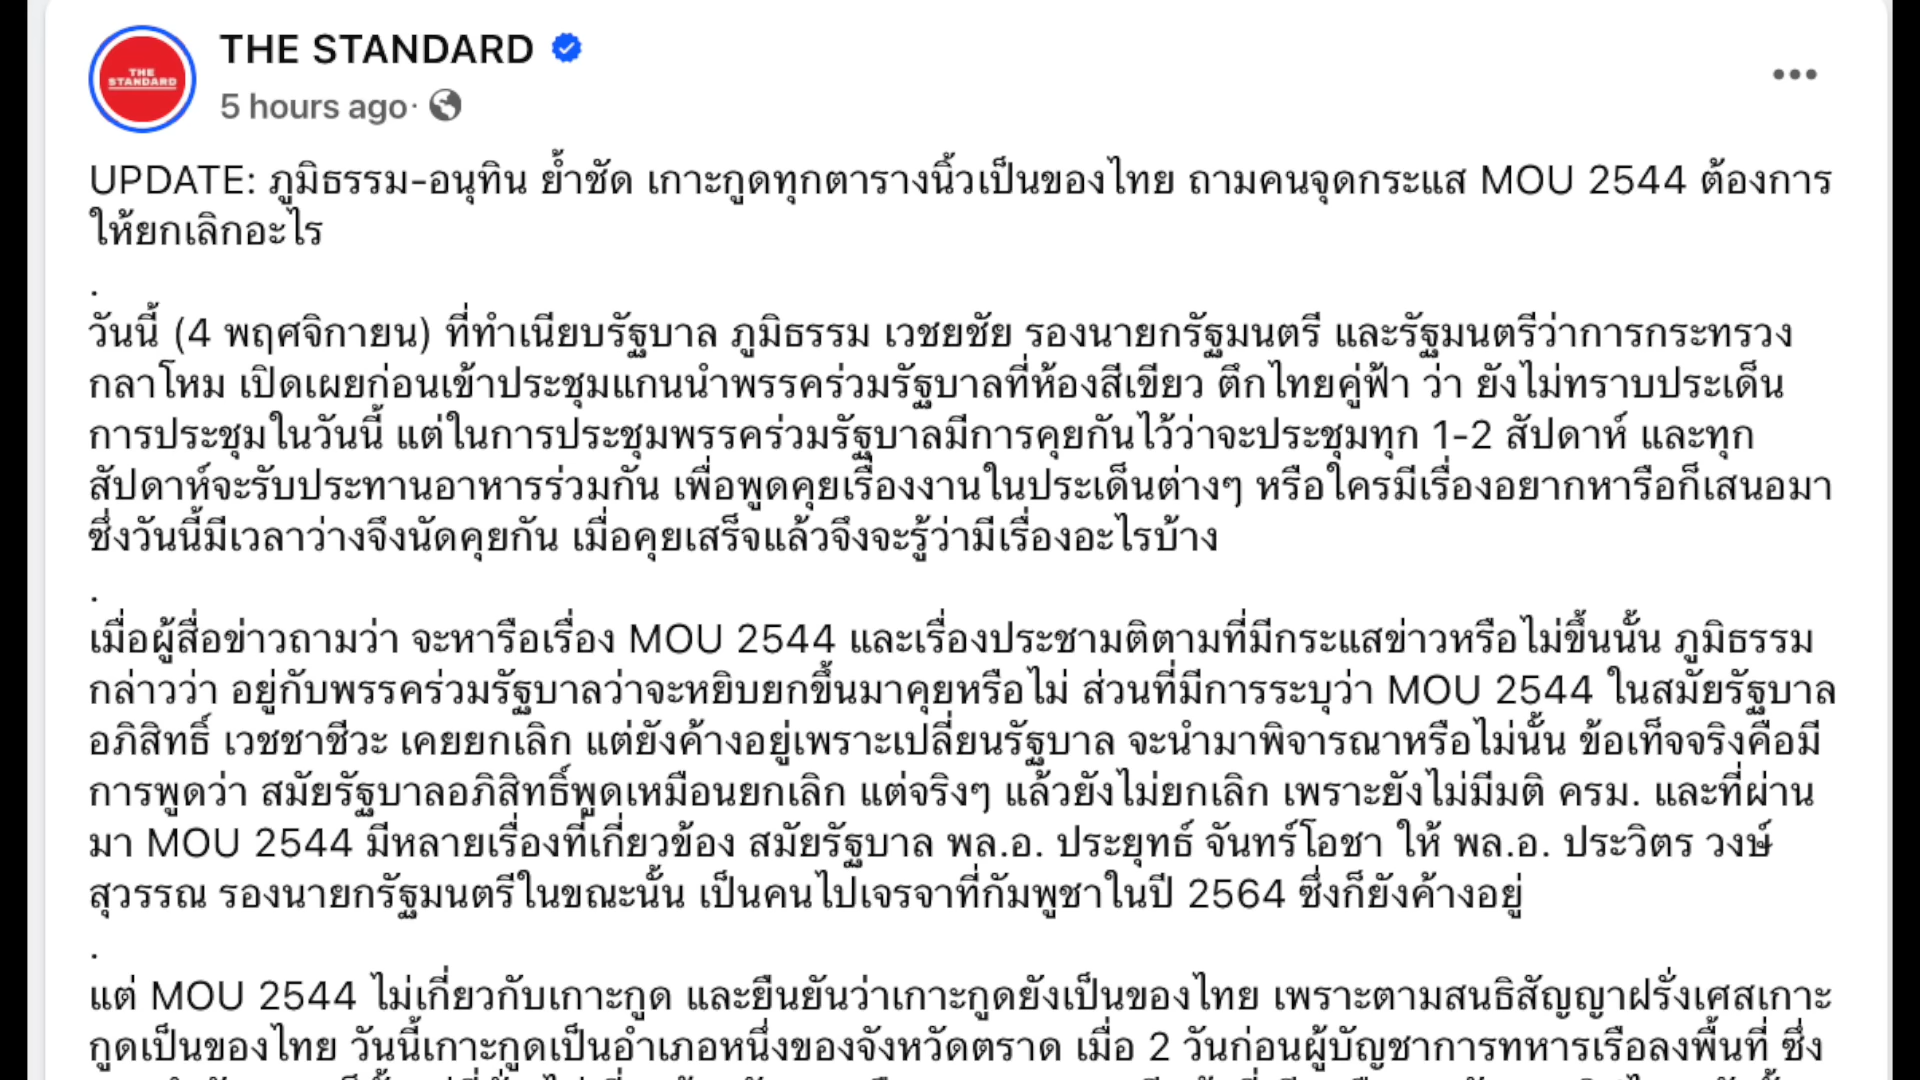 THE STANDARD
THE
STANDARD
5 hours ago ·
UPDATE: ภูมิธรรม-อนุทิน ย้ำชัด เกาะกูดทุกตารางนิ้วเป็นของไทย ถามคนจุดกระแส MOU 2544 ต้องการ
ให้ยกเลิกอะไร
.
วันนี้ (4 พฤศจิกายน) ที่ทำเนียบรัฐบาล ภูมิธรรม เวชยชัย รองนายกรัฐมนตรี และรัฐมนตรีว่าการกระทรวง
กลาโหม เปิดเผยก่อนเข้าประชุมแกนนำพรรคร่วมรัฐบาลที่ห้องสีเขียว ตึกไทยคู่ฟ้า ว่า ยังไม่ทราบประเด็น
การประชุมในวันนี้ แต่ในการประชุมพรรคร่วมรัฐบาลมีการคุยกันไว้ว่าจะประชุมทุก 1-2 สัปดาห์ และทุก
สัปดาห์จะรับประทานอาหารร่วมกัน เพื่อพูดคุยเรื่องงานในประเด็นต่างๆ หรือใครมีเรื่องอยากหารือก็เสนอมา
ซึ่งวันนี้มีเวลาว่างจึงนัดคุยกัน เมื่อคุยเสร็จแล้วจึงจะรู้ว่ามีเรื่องอะไรบ้าง
.
เมื่อผู้สื่อข่าวถามว่า จะหารือเรื่อง MOU 2544 และเรื่องประชามติตามที่มีกระแสข่าวหรือไม่ขึ้นนั้น ภูมิธรรม
กล่าวว่า อยู่กับพรรคร่วมรัฐบาลว่าจะหยิบยกขึ้นมาคุยหรือไม่ ส่วนที่มีการระบุว่า MOU 2544 ในสมัยรัฐบาล
อภิสิทธิ์ เวชชาชีวะ เคยยกเลิก แต่ยังค้างอยู่เพราะเปลี่ยนรัฐบาล จะนำมาพิจารณาหรือไม่นั้น ข้อเท็จจริงคือมี
การพูดว่า สมัยรัฐบาลอภิสิทธิ์พูดเหมือนยกเลิก แต่จริงๆ แล้วยังไม่ยกเลิก เพราะยังไม่มีมติ ครม. และที่ผ่าน
มา MOU 2544 มีหลายเรื่องที่เกี่ยวข้อง สมัยรัฐบาล พล.อ. ประยุทธ์ จันทร์โอชา ให้ พล.อ. ประวิตร วงษ์
สุวรรณ รองนายกรัฐมนตรีในขณะนั้น เป็นคนไปเจรจาที่กัมพูชาในปี 2564 ซึ่งก็ยังค้างอยู่
.
แต่ MOU 2544 ไม่เกี่ยวกับเกาะกูด และยืนยันว่าเกาะกูดยังเป็นของไทย เพราะตามสนธิสัญญาฝรั่งเศสเกาะ
กูดเป็นของไทย วันนี้เกาะกูดเป็นอำเภอหนึ่งของจังหวัดตราด เมื่อ 2 วันก่อนผู้บัญชาการทหารเรือลงพื้นที่ ซึ่ง